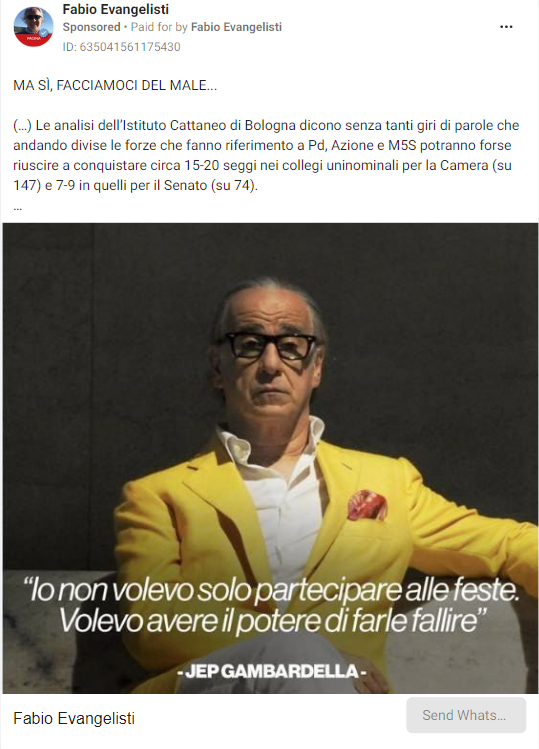 Fabio Evangelisti
Sponsored • Paid for by Fabio Evangelisti
ID: 635041561175430
PAGINA
MA SÌ, FACCIAMOCI DEL MALE...
(…) Le analisi dell'Istituto Cattaneo di Bologna dicono senza tanti giri di parole che
andando divise le forze che fanno riferimento a Pd, Azione e M5S potranno forse
riuscire a conquistare circa 15-20 seggi nei collegi uninominali per la Camera (su
147) e 7-9 in quelli per il Senato (su 74).
...
“Io non volevo solo partecipare alle feste.
Volevo avere il potere di farle fallire”
- JEP GAMBARDELLA -
Fabio Evangelisti
Send Whats...